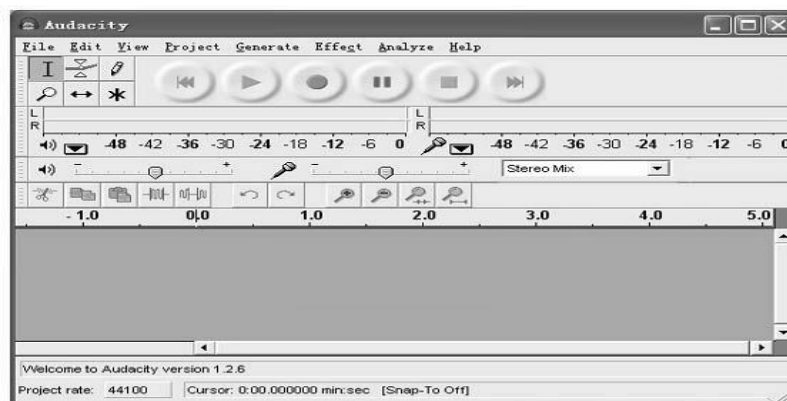 Audacity
File Edit View Project Generate Effect Analyze Help
L L
R R
-48 -42 -36 -30 -24 -18 -12 -6 0 -48 -42 -36 -30 -24 -18 -12 -6 0
- + - + Stereo Mix
- 1.0 0.0 1.0 2.0 3.0 4.0 5.0
Welcome to Audacity version 1.2.6
Project rate: 44100 Cursor: 0:00.000000 min:sec [Snap-To Off]